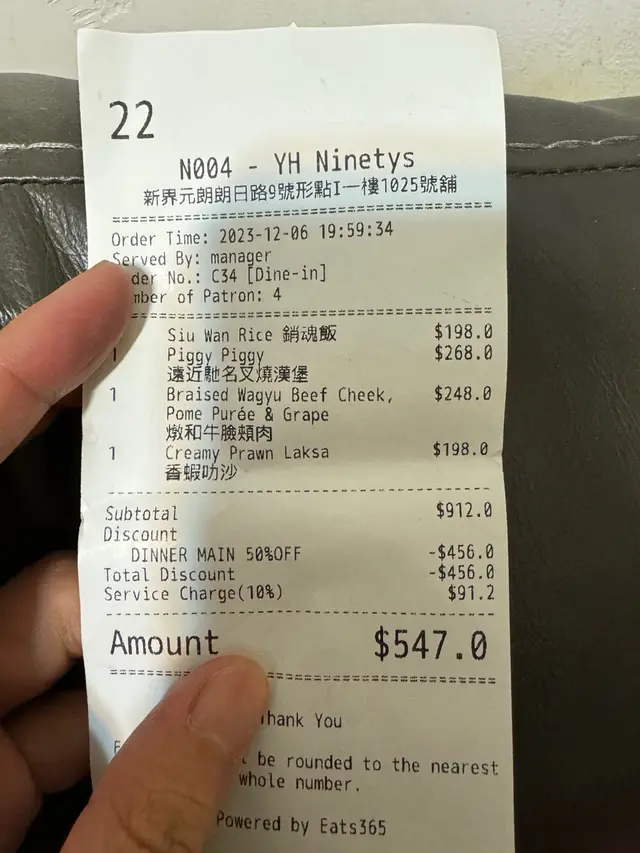 22
N004 - YH Ninetys
新界元朗朗日路9號形點I一樓1025號舖
Order Time: 2023-12-06 19:59:34
Served By: manager
der No.: C34 [Dine-in]
mber of Patron: 4
Siu Wan Rice 銷魂飯 $198.0
1 Piggy Piggy $268.0
遠近馳名叉燒漢堡
1 Braised Wagyu Beef Cheek, $248.0
Pome Purée & Grape
燉和牛臉頰肉
1 Creamy Prawn Laksa $198.0
香蝦叻沙
Subtotal $912.0
Discount
DINNER MAIN 50%OFF -$456.0
Total Discount -$456.0
Service Charge(10%) $91.2
Amount $547.0
Thank You
be rounded to the nearest
whole number.
Powered by Eats365